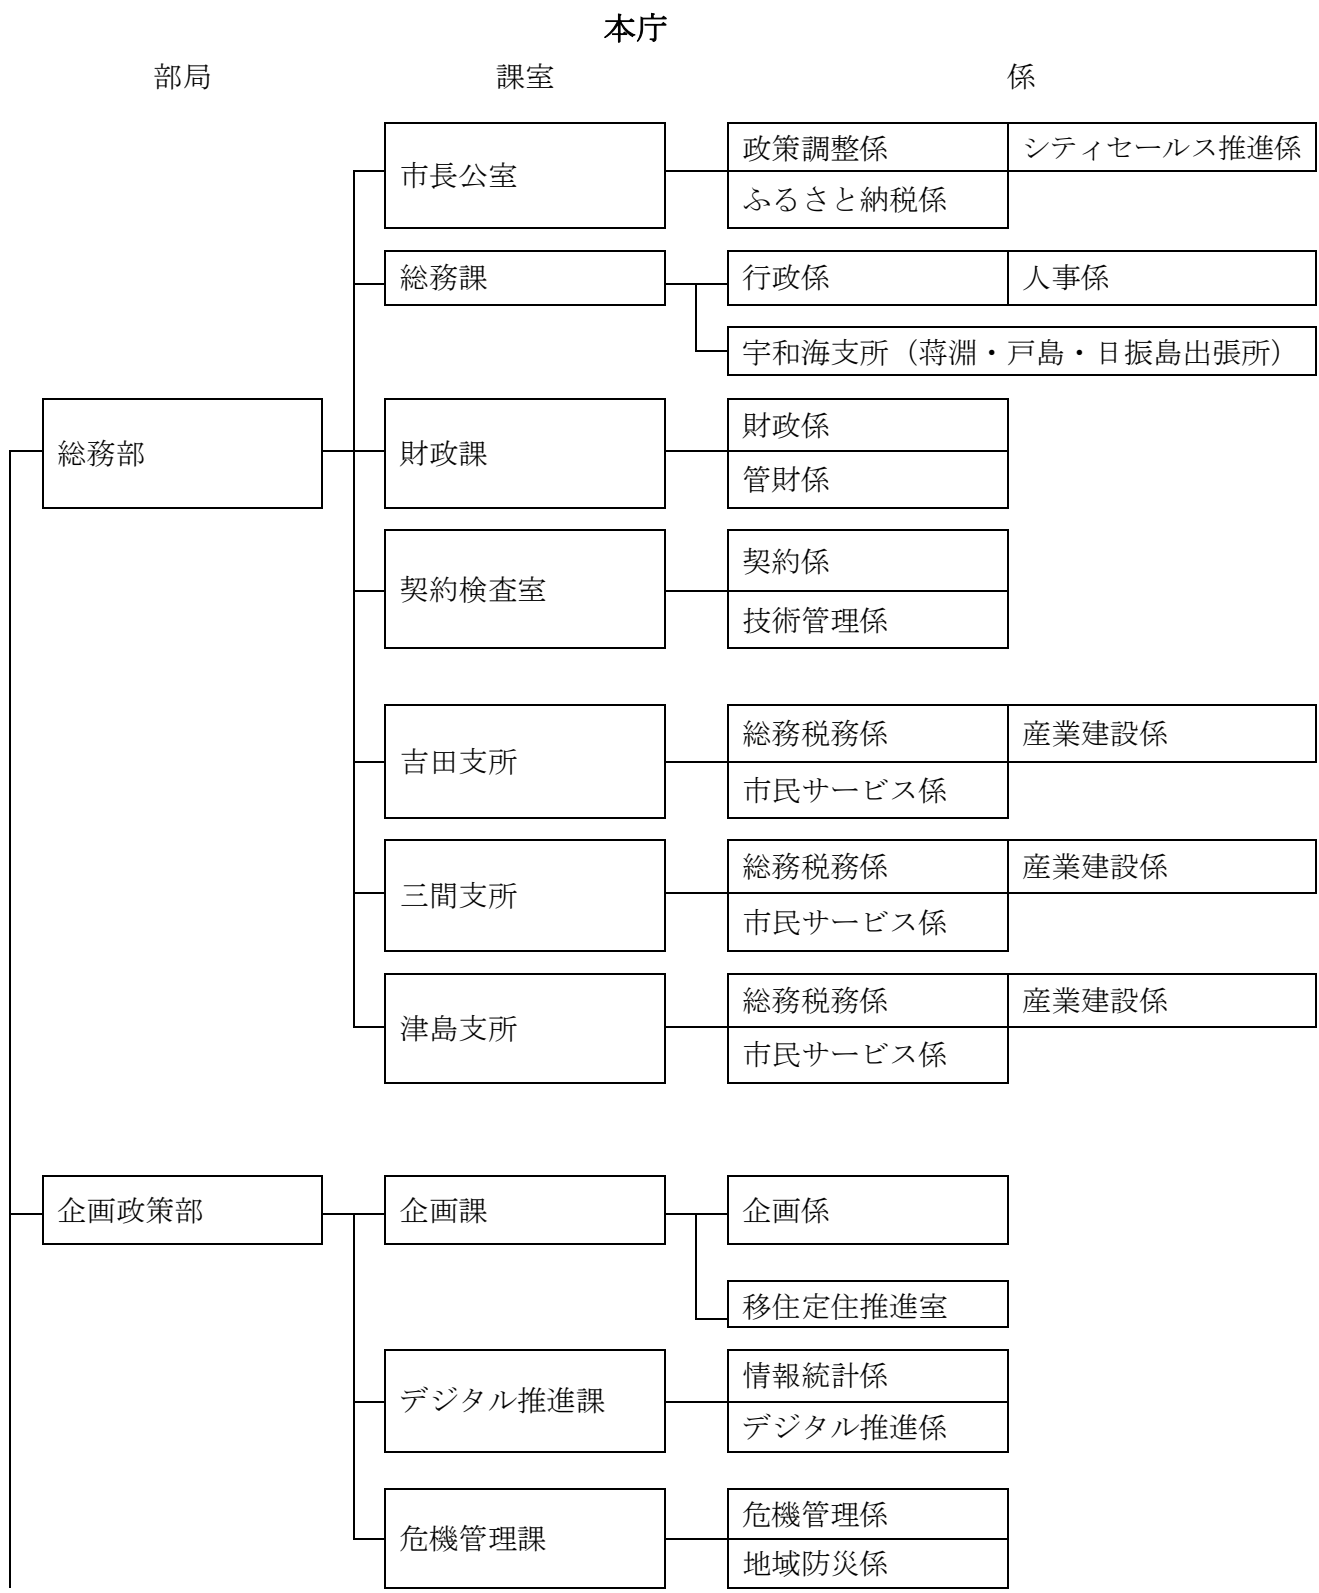 本庁
部局 課室 係
市長公室 政策調整係 シティセールス推進係
ふるさと納税係
総務課 行政係 人事係
宇和海支所（蒋淵・戸島・日振島出張所）
総務部 財政課 財政係
管財係
契約検査室 契約係
技術管理係
吉田支所 総務税務係 産業建設係
市民サービス係
三間支所 総務税務係 産業建設係
市民サービス係
津島支所 総務税務係 産業建設係
市民サービス係
企画政策部 企画課 企画係
移住定住推進室
デジタル推進課 情報統計係
デジタル推進係
危機管理課 危機管理係
地域防災係